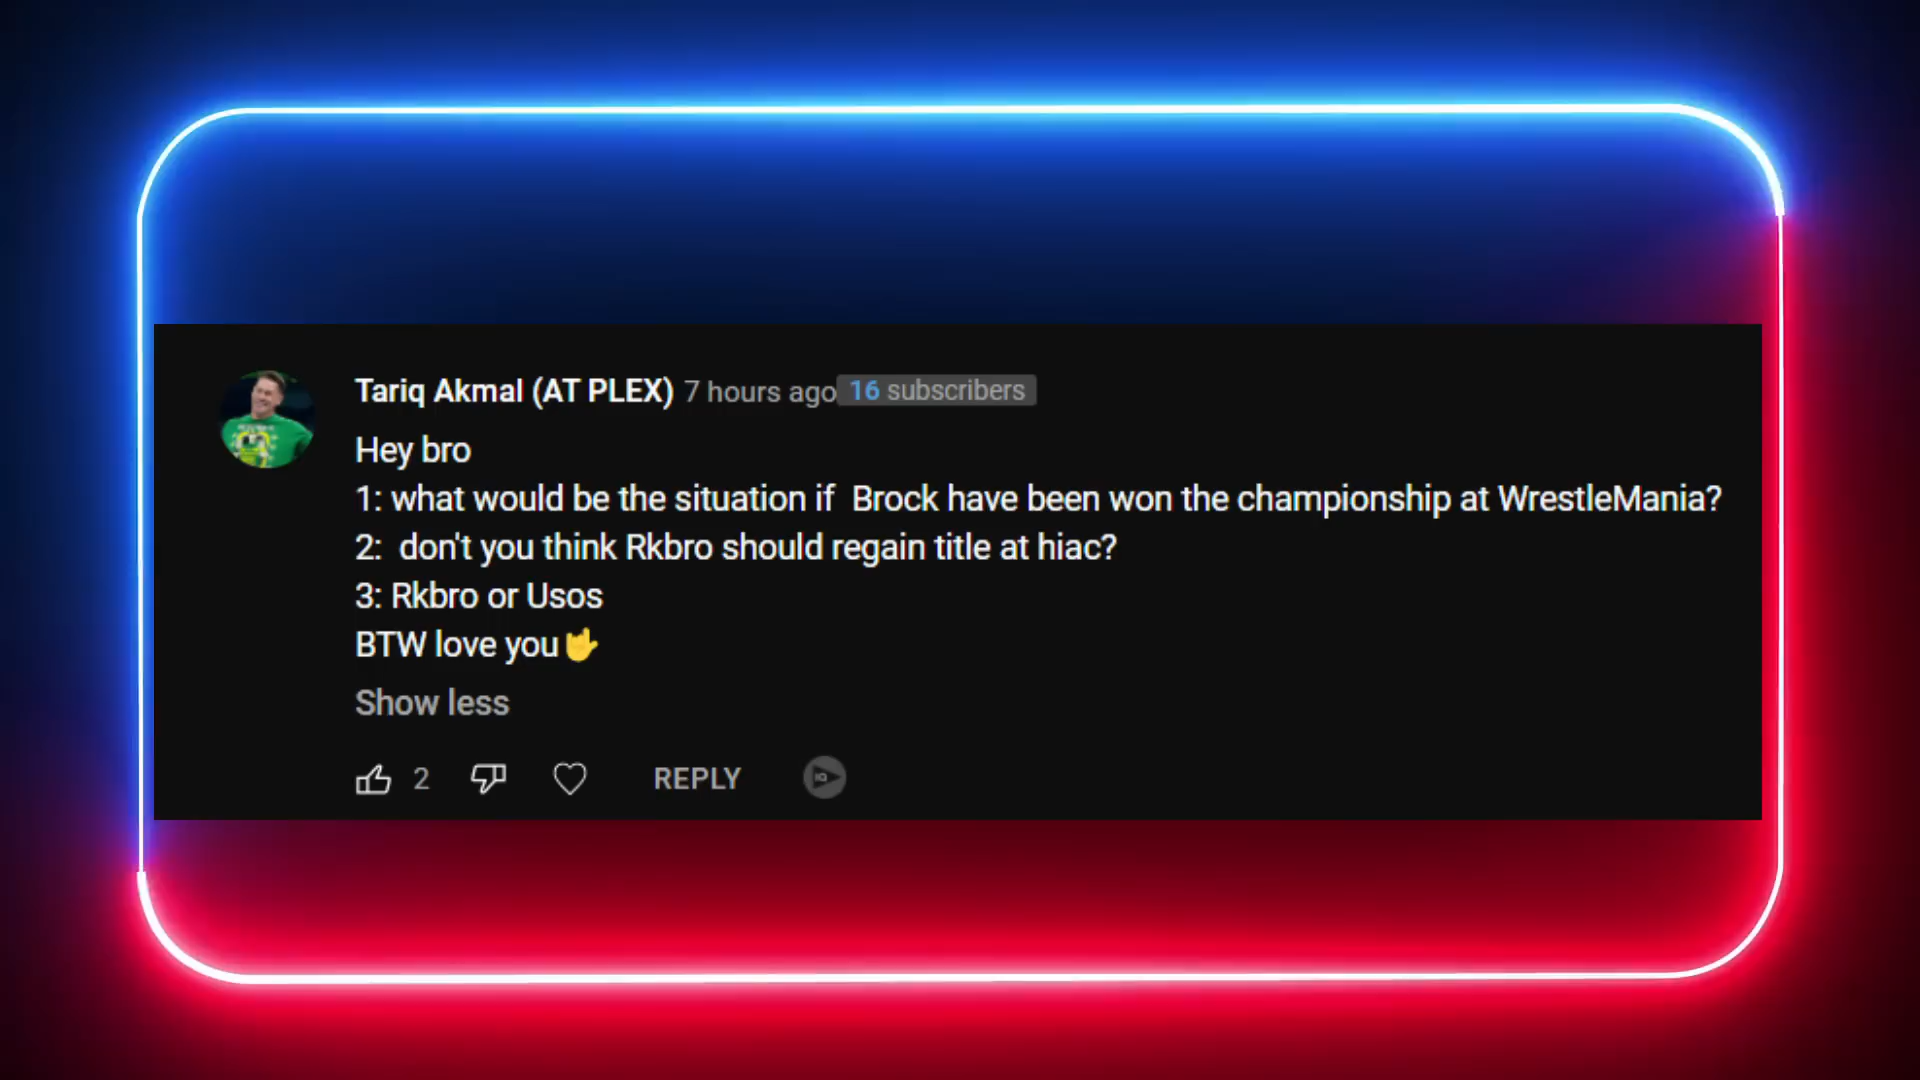 Tariq Akmal (AT PLEX) 7 hours ago 16 subscribers
Hey bro
1: what would be the situation if  Brock have been won the championship at WrestleMania?
2:  don't you think Rkbro should regain title at hiac?
3: Rkbro or Usos
BTW love you🤟
Show less
2 REPLY IQ